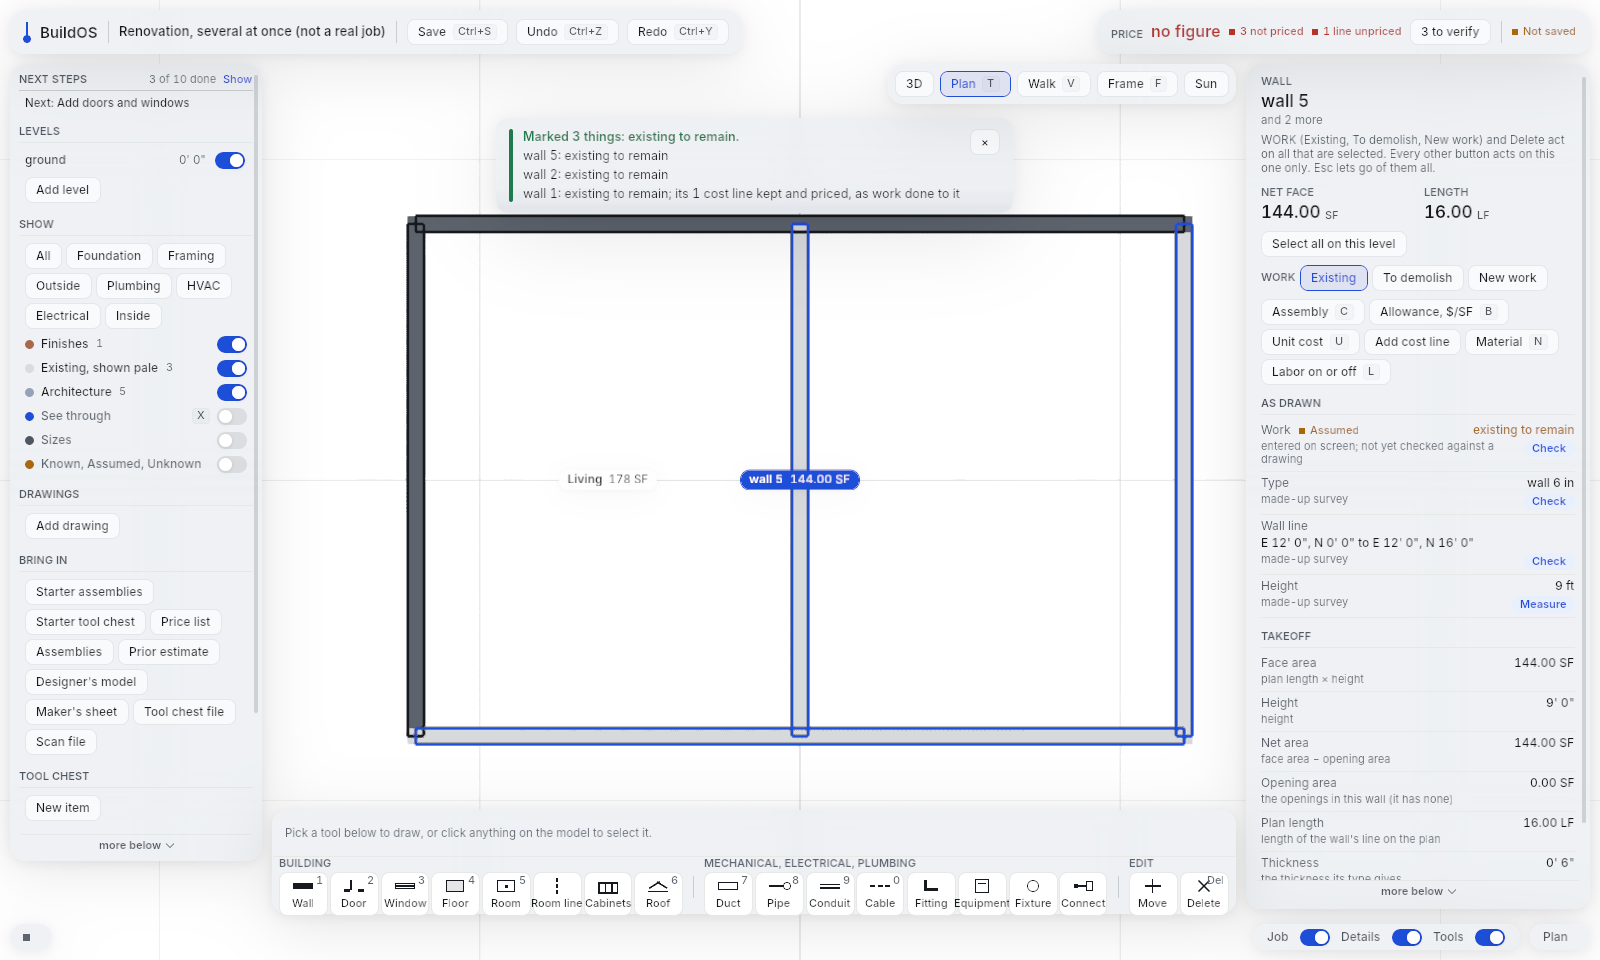 BuildOS
Renovation, several at once (not a real job)
Save Ctrl+S
Undo Ctrl+Z
Redo Ctrl+Y
PRICE no figure
3 not priced
1 line unpriced
3 to verify
Not saved
NEXT STEPS
3 of 10 done Show
Next: Add doors and windows
LEVELS
ground 0' 0"
Add level
SHOW
All Foundation Framing
Outside Plumbing HVAC
Electrical Inside
Finishes 1
Existing, shown pale 3
Architecture 5
See through X
Sizes
Known, Assumed, Unknown
DRAWINGS
Add drawing
BRING IN
Starter assemblies
Starter tool chest Price list
Assemblies Prior estimate
Designer's model
Maker's sheet Tool chest file
Scan file
TOOL CHEST
New item
more below
3D
Plan T
Walk V
Frame F
Sun
Marked 3 things: existing to remain.
wall 5: existing to remain
wall 2: existing to remain
wall 1: existing to remain; its 1 cost line kept and priced, as work done to it
×
Living 178 SF
wall 5 144.00 SF
Pick a tool below to draw, or click anything on the model to select it.
BUILDING
Wall 1
Door 2
Window 3
Floor 4
Room 5
Room line
Cabinets
Roof 6
MECHANICAL, ELECTRICAL, PLUMBING
Duct 7
Pipe 8
Conduit 9
Cable 0
Fitting
Equipment
Fixture
Connect
EDIT
Move
Delete Del
WALL
wall 5
and 2 more
WORK (Existing, To demolish, New work) and Delete act
on all that are selected. Every other button acts on this
one only. Esc lets go of them all.
NET FACE LENGTH
144.00 SF 16.00 LF
Select all on this level
WORK Existing To demolish New work
Assembly C Allowance, $/SF B
Unit cost U Add cost line Material N
Labor on or off L
AS DRAWN
Work Assumed existing to remain
entered on screen; not yet checked against a
drawing
Check
Type wall 6 in
made-up survey Check
Wall line
E 12' 0", N 0' 0" to E 12' 0", N 16' 0"
made-up survey Check
Height 9 ft
made-up survey Measure
TAKEOFF
Face area 144.00 SF
plan length × height
Height 9' 0"
height
Net area 144.00 SF
face area − opening area
Opening area 0.00 SF
the openings in this wall (it has none)
Plan length 16.00 LF
length of the wall's line on the plan
Thickness 0' 6"
the thickness its type gives
more below
Job Details Tools Plan